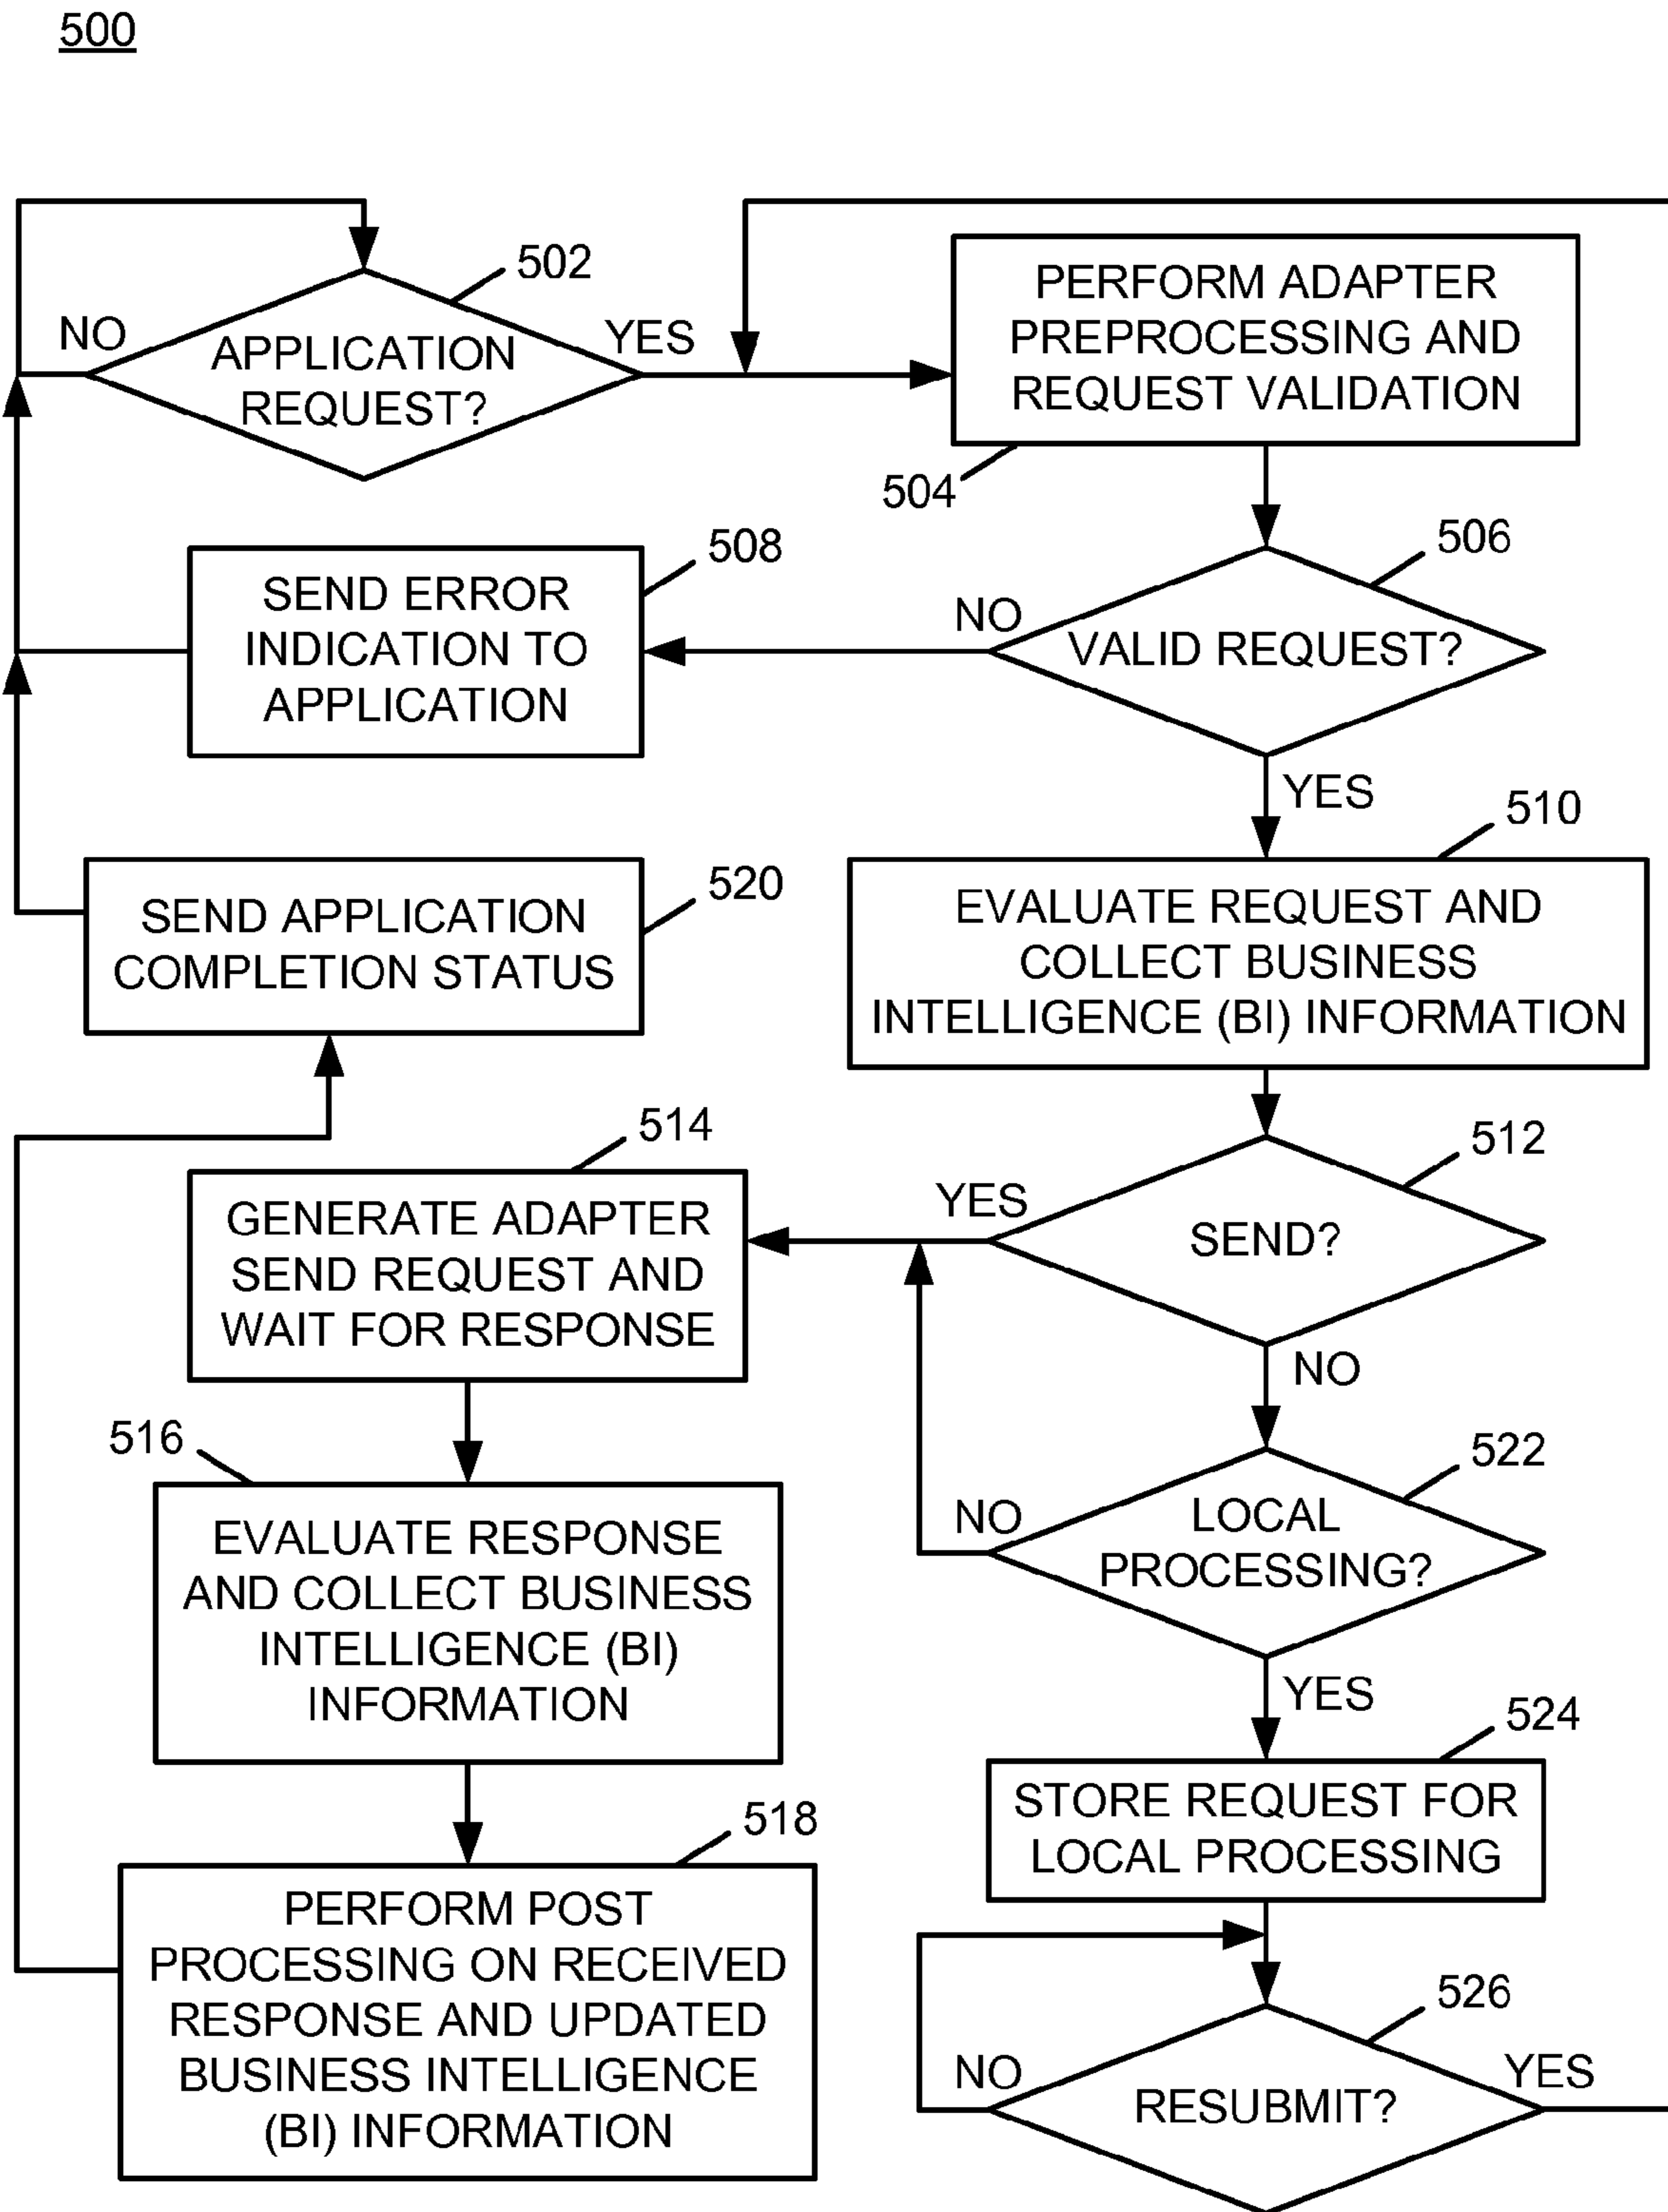 500
502
NO
APPLICATION
REQUEST?
YES
PERFORM ADAPTER
PREPROCESSING AND
REQUEST VALIDATION
504
506
NO
VALID REQUEST?
YES
508
SEND ERROR
INDICATION TO
APPLICATION
510
EVALUATE REQUEST AND
COLLECT BUSINESS
INTELLIGENCE (BI) INFORMATION
520
SEND APPLICATION
COMPLETION STATUS
512
YES
SEND?
NO
514
GENERATE ADAPTER
SEND REQUEST AND
WAIT FOR RESPONSE
522
NO
LOCAL
PROCESSING?
YES
516
EVALUATE RESPONSE
AND COLLECT BUSINESS
INTELLIGENCE (BI)
INFORMATION
524
STORE REQUEST FOR
LOCAL PROCESSING
518
PERFORM POST
PROCESSING ON RECEIVED
RESPONSE AND UPDATED
BUSINESS INTELLIGENCE
(BI) INFORMATION
526
NO
RESUBMIT?
YES